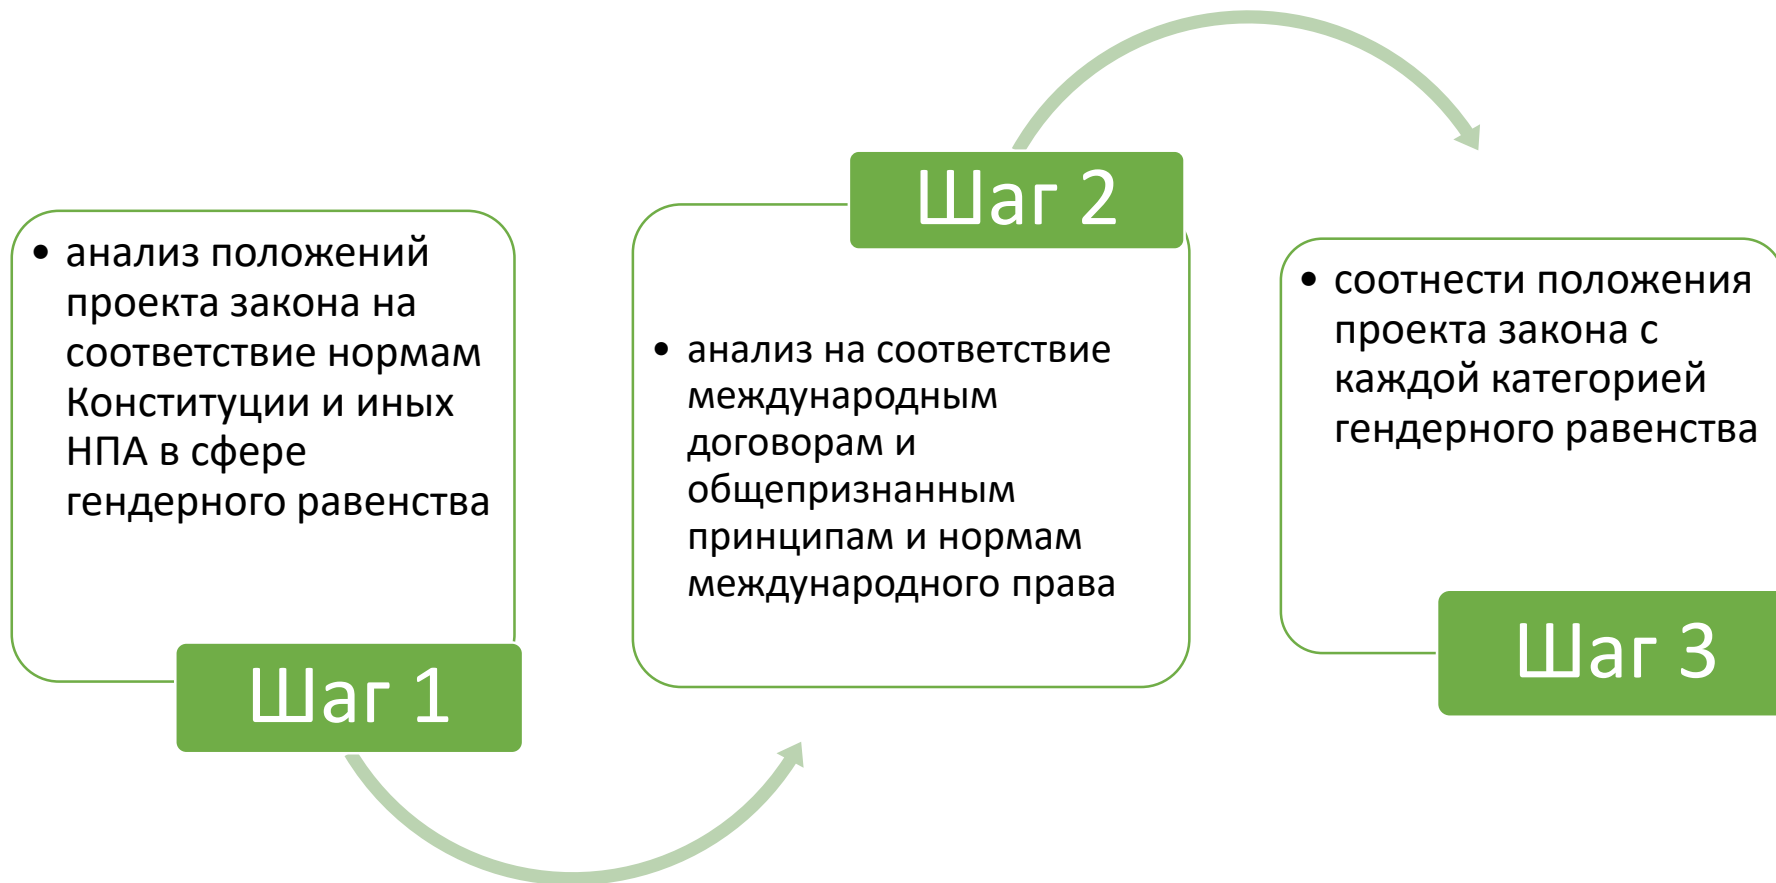 • анализ положений
проекта закона на
соответствие нормам
Конституции и иных
НПА в сфере
гендерного равенства
Шаг 1
Шаг 2
• анализ на соответствие
международным
договорам и
общепризнанным
принципам и нормам
международного права
• соотнести положения
проекта закона с
каждой категорией
гендерного равенства
Шаг 3